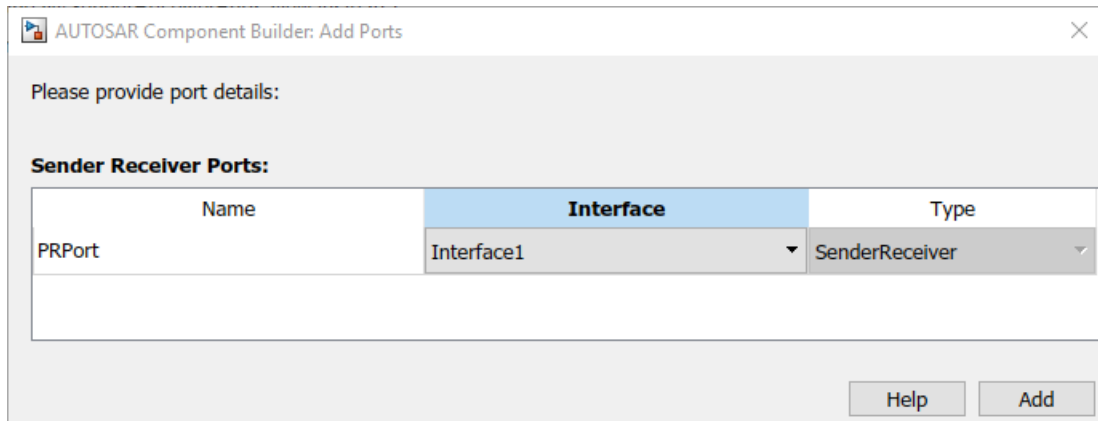 AUTOSAR Component Builder: Add Ports
Please provide port details:
Sender Receiver Ports:
Name Interface Type
PRPort Interface1 SenderReceiver
Help Add